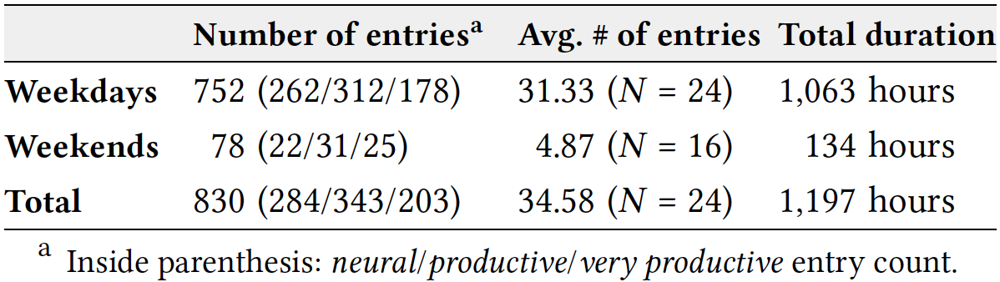 Number of entriesa Avg. # of entries Total duration
Weekdays 752 (262/312/178) 31.33 (N = 24) 1,063 hours
Weekends 78 (22/31/25) 4.87 (N = 16) 134 hours
Total 830 (284/343/203) 34.58 (N = 24) 1,197 hours
a Inside parenthesis: neural/productive/very productive entry count.